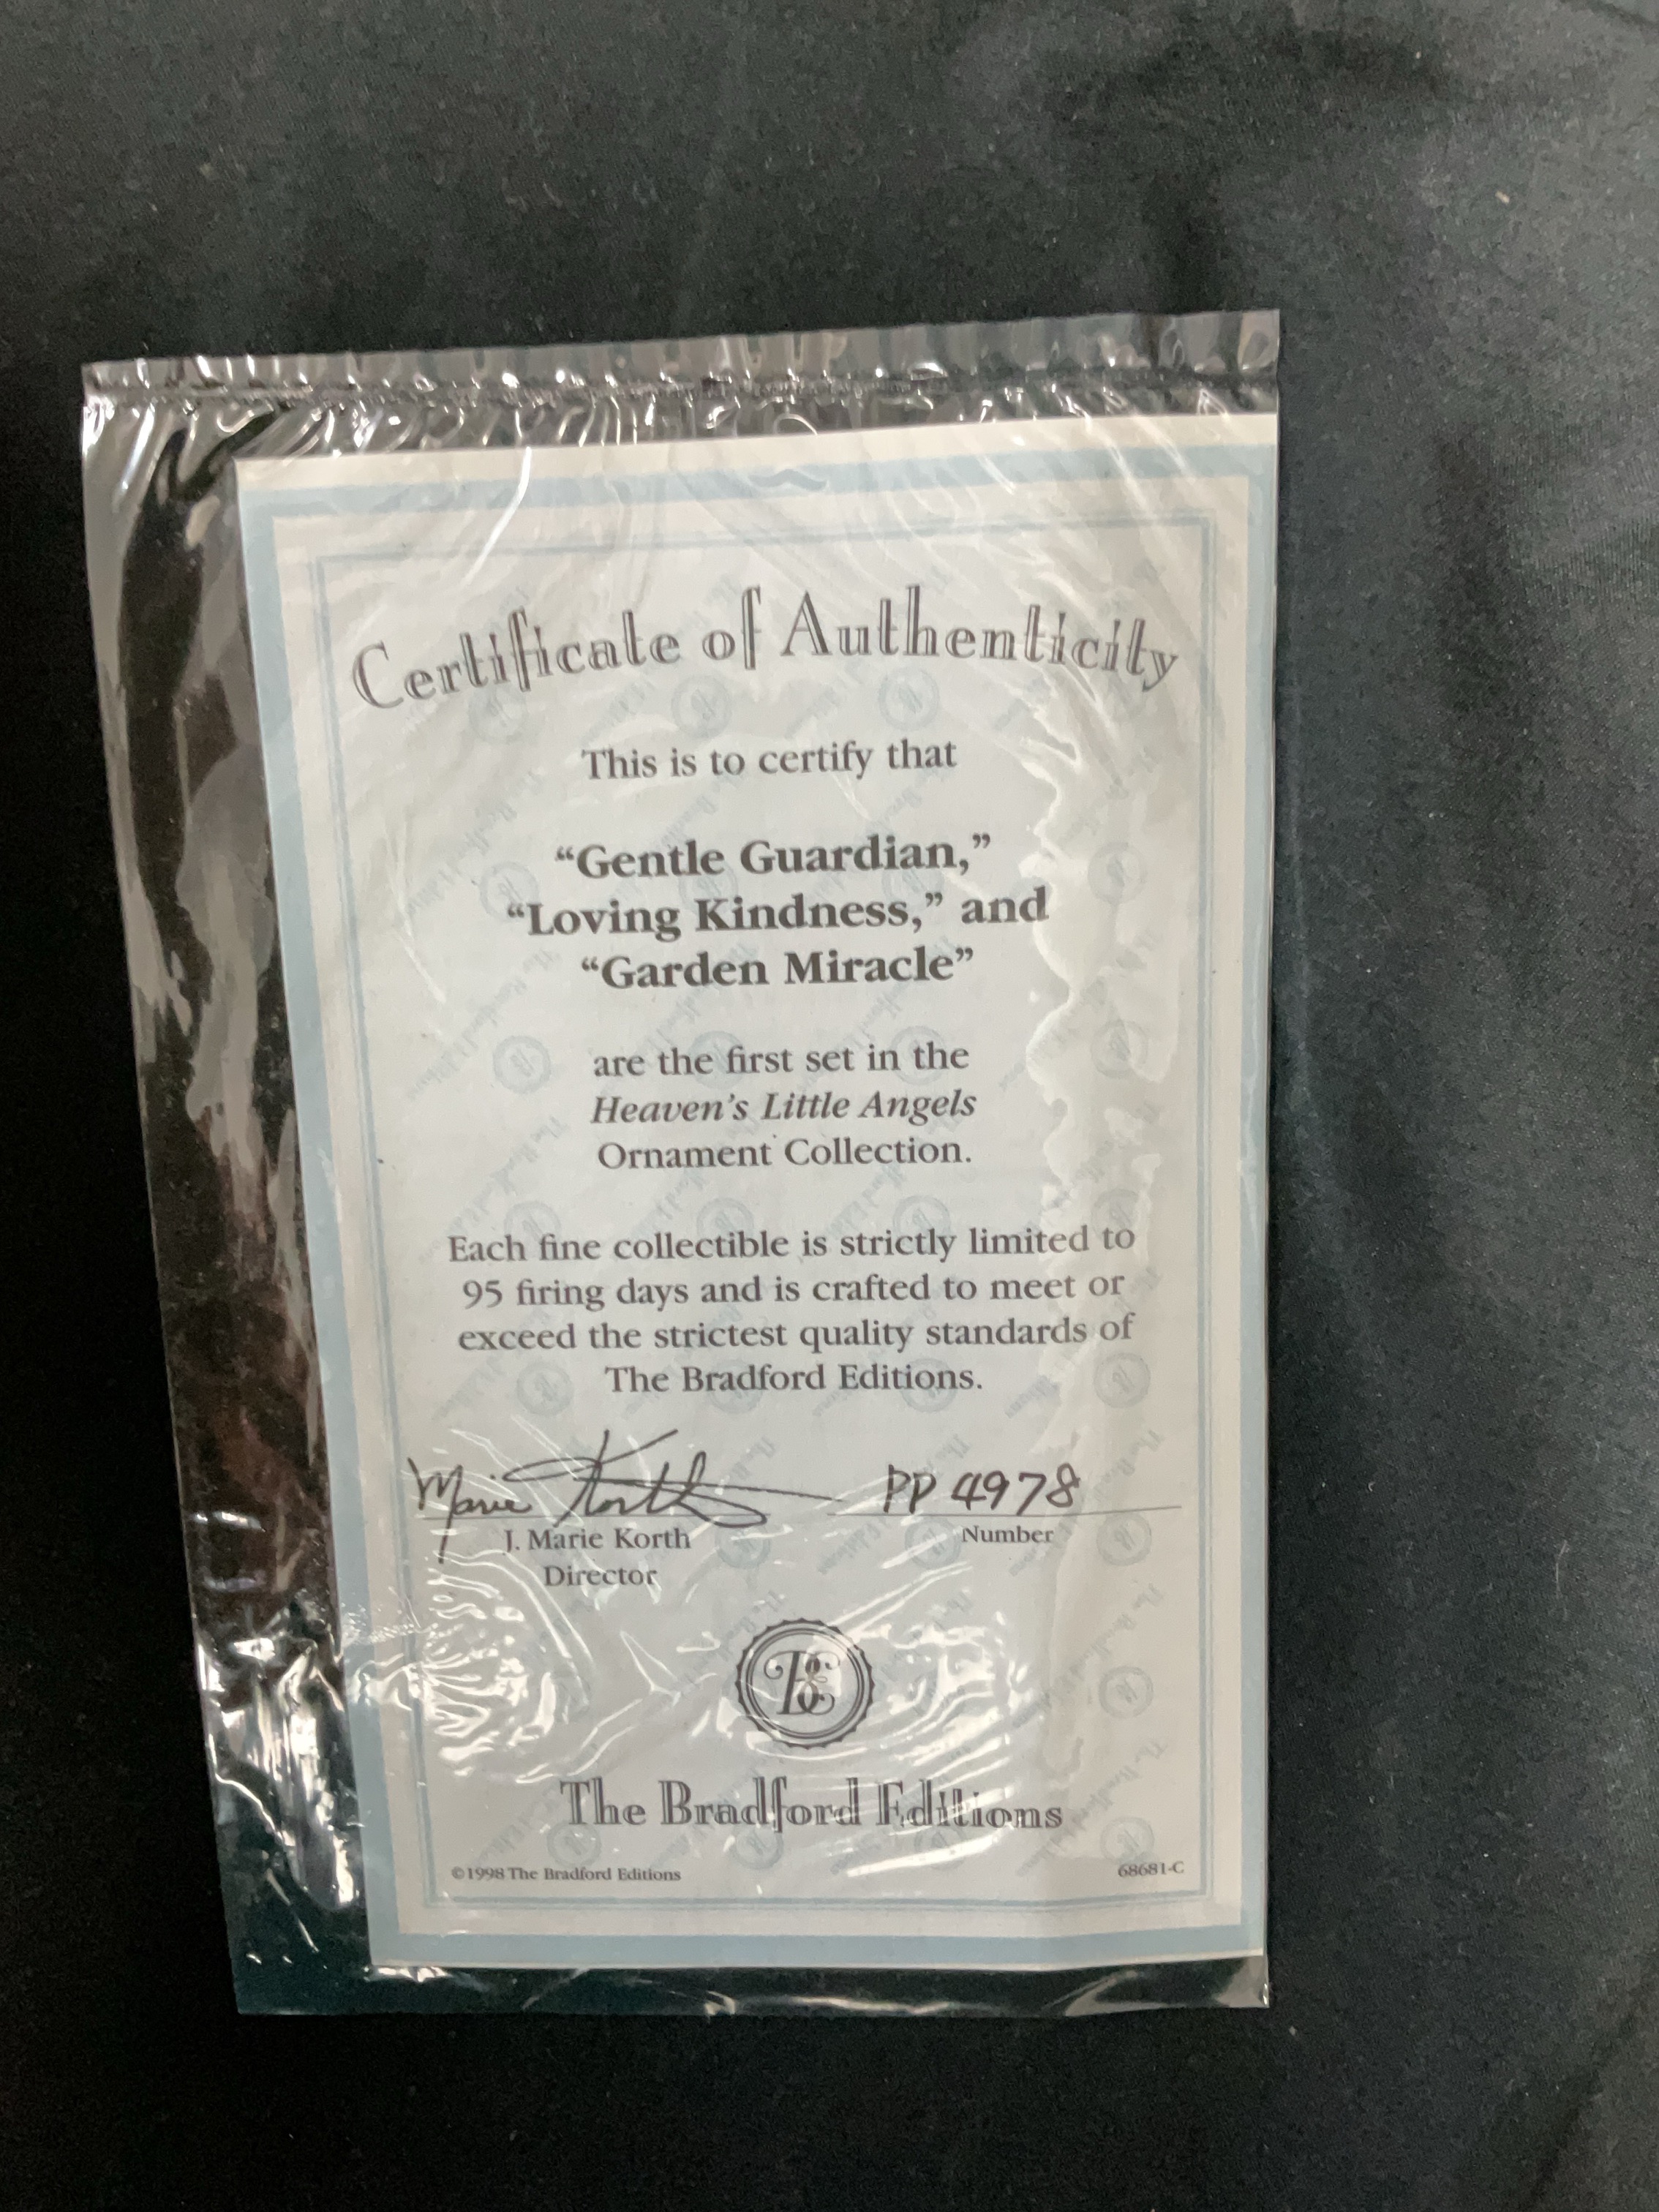 Certificate of Authenticity
This is to certify that
“Gentle Guardian,”
“Loving Kindness,” and
“Garden Miracle”
are the first set in the
Heaven’s Little Angels
Ornament Collection.
Each fine collectible is strictly limited to
95 firing days and is crafted to meet or
exceed the strictest quality standards of
The Bradford Editions.
Marie Korth PP 4978
J. Marie Korth Number
Director
BE
The Bradford Editions
©1998 The Bradford Editions 68681-C